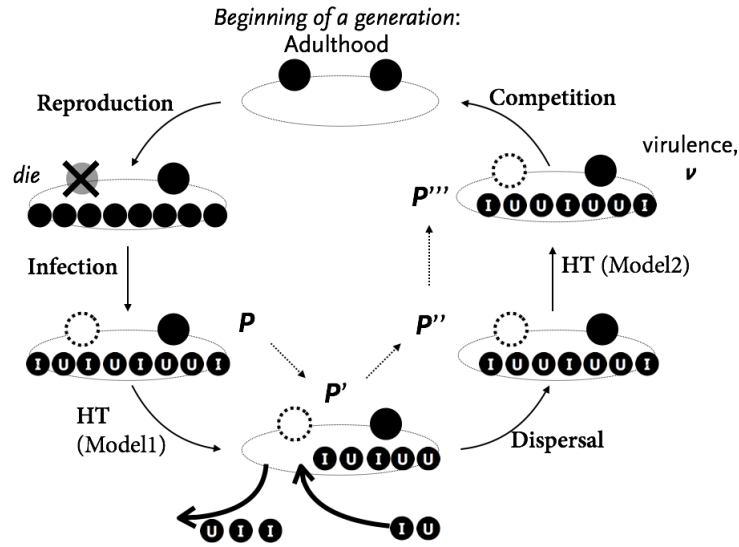 Beginning of a generation:
Adulthood
Reproduction
Competition
die
virulence,
ν
I U U I U U I
P'''
Infection
HT (Model2)
P
P''
I U I U I U U I
I U U I U U I
P'
HT
(Model1)
Dispersal
I U I U U
U I I
I U